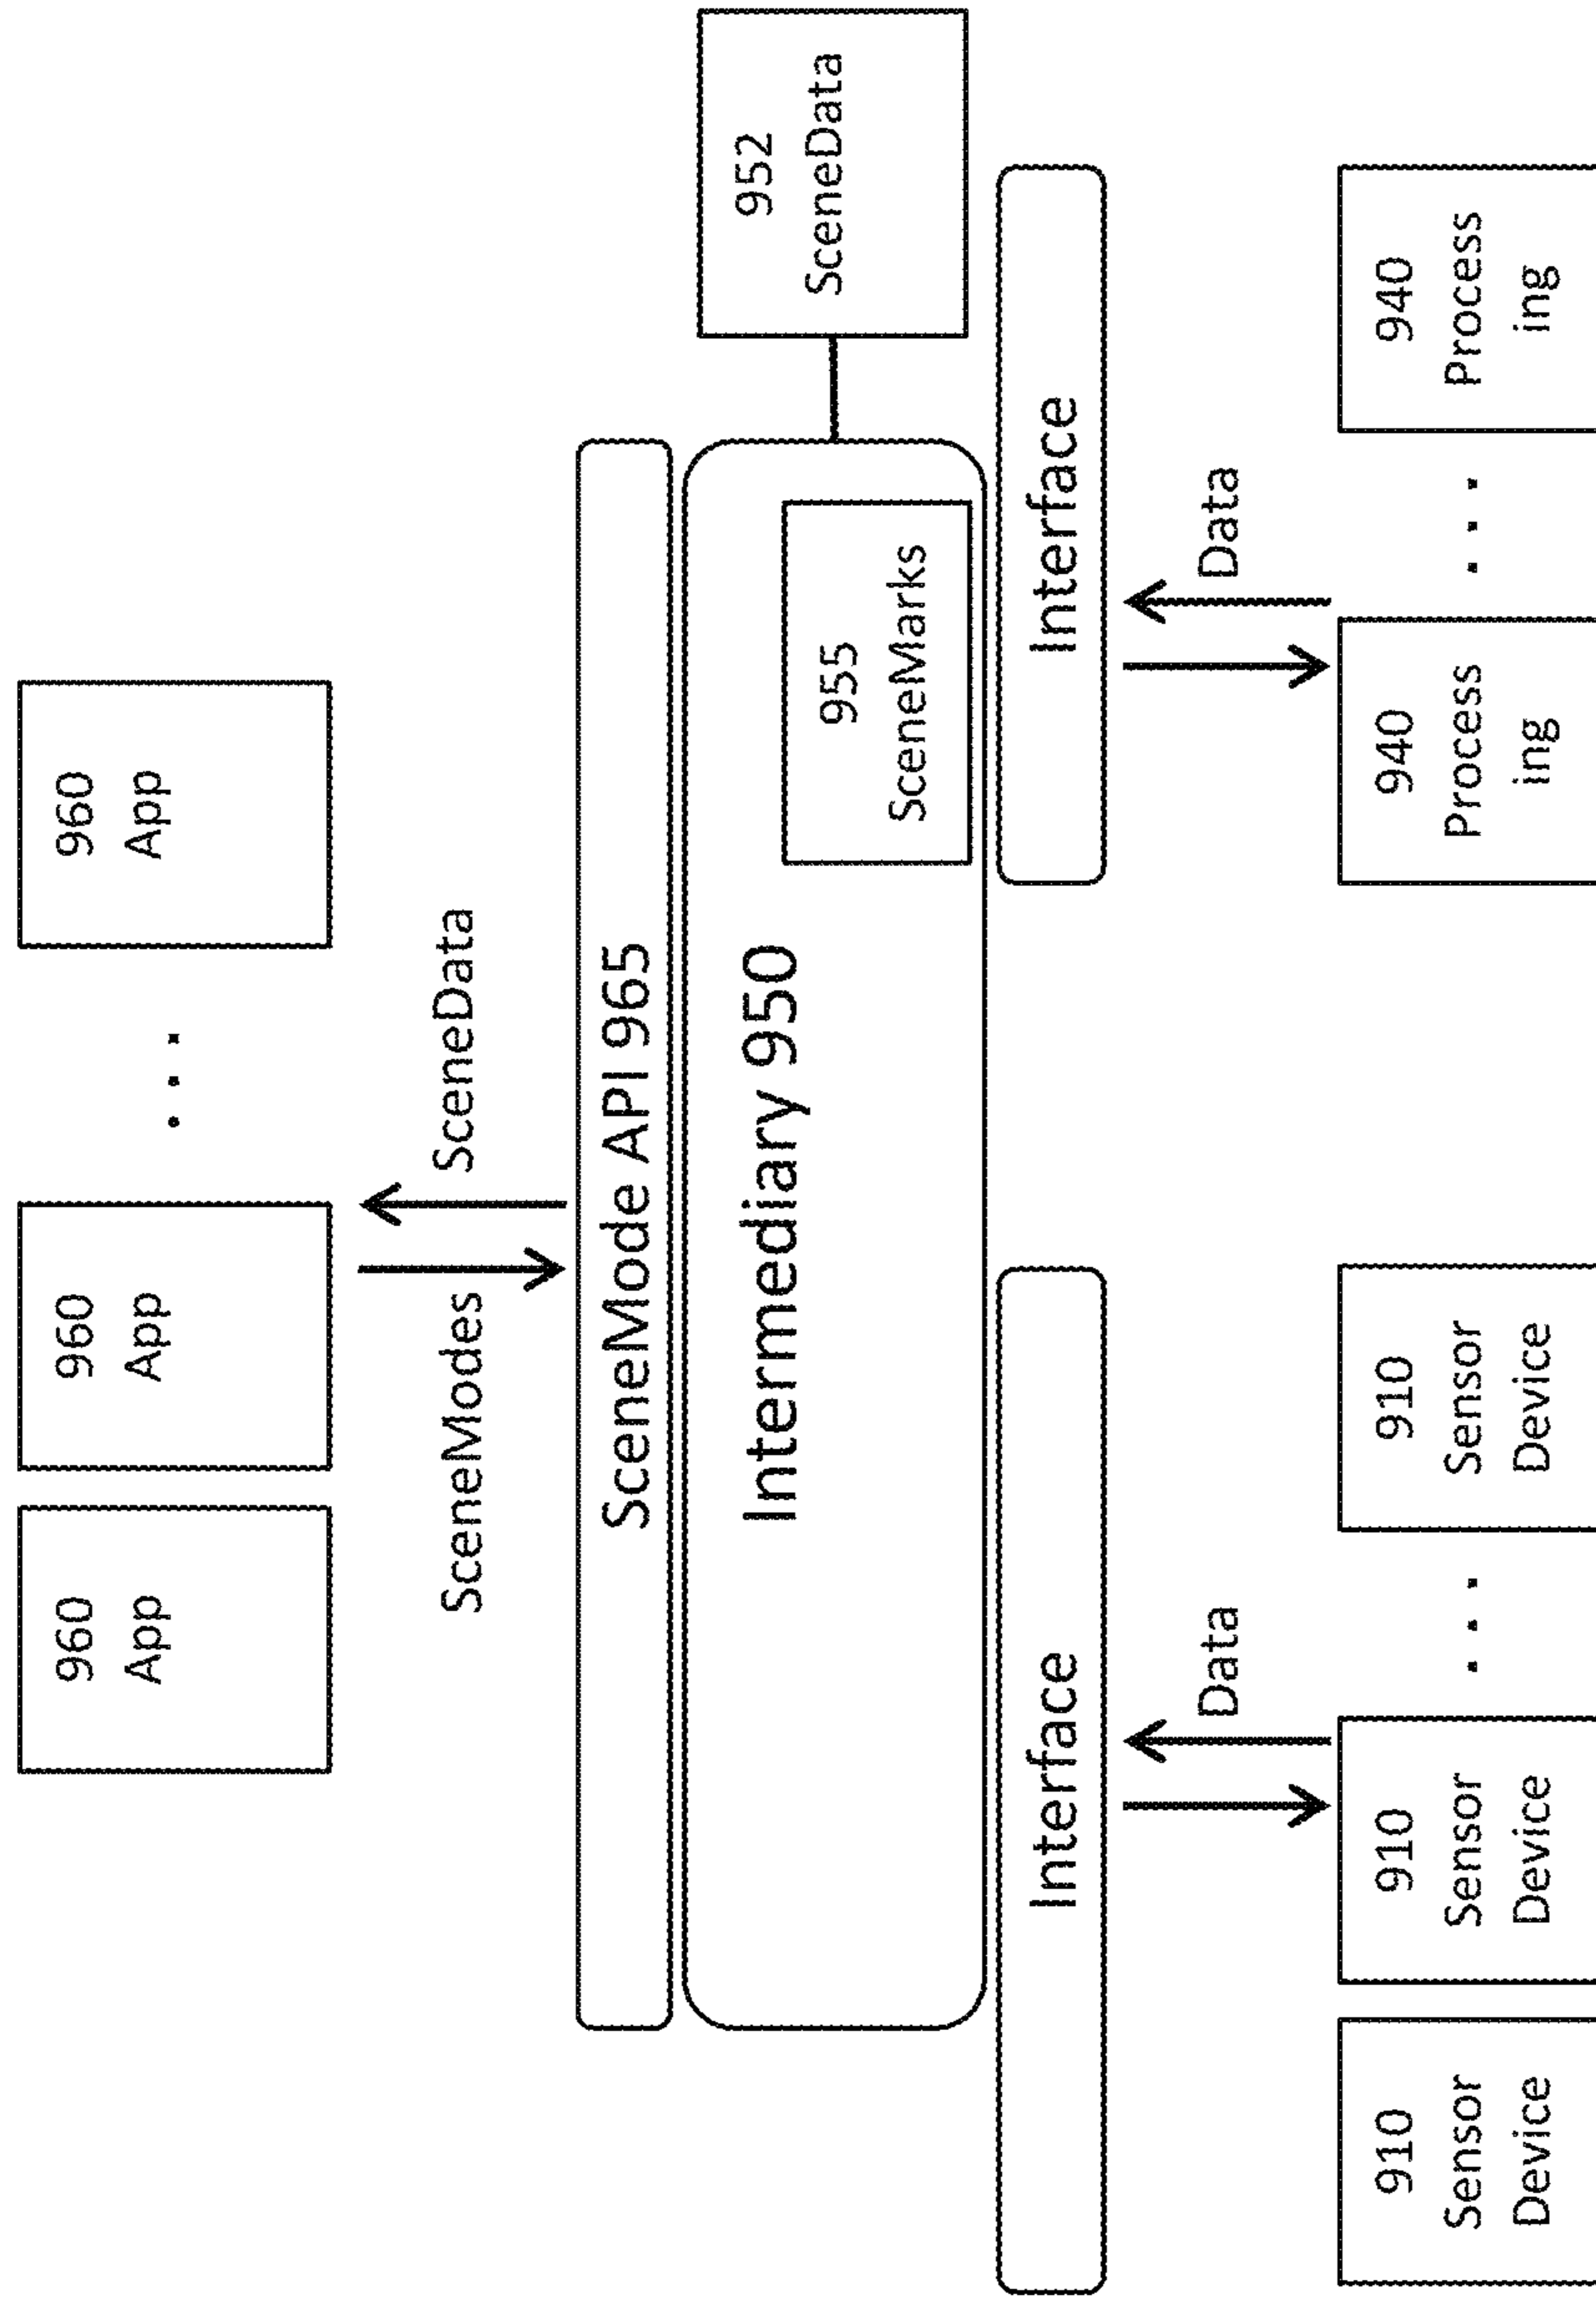 960
App
960
App
. . .
960
App
SceneModes
SceneData
SceneMode API 965
Intermediary 950
955
SceneMarks
952
SceneData
Interface
Interface
Data
Data
910
Sensor
Device
910
Sensor
Device
. . .
910
Sensor
Device
940
Process
ing
. . .
940
Process
ing